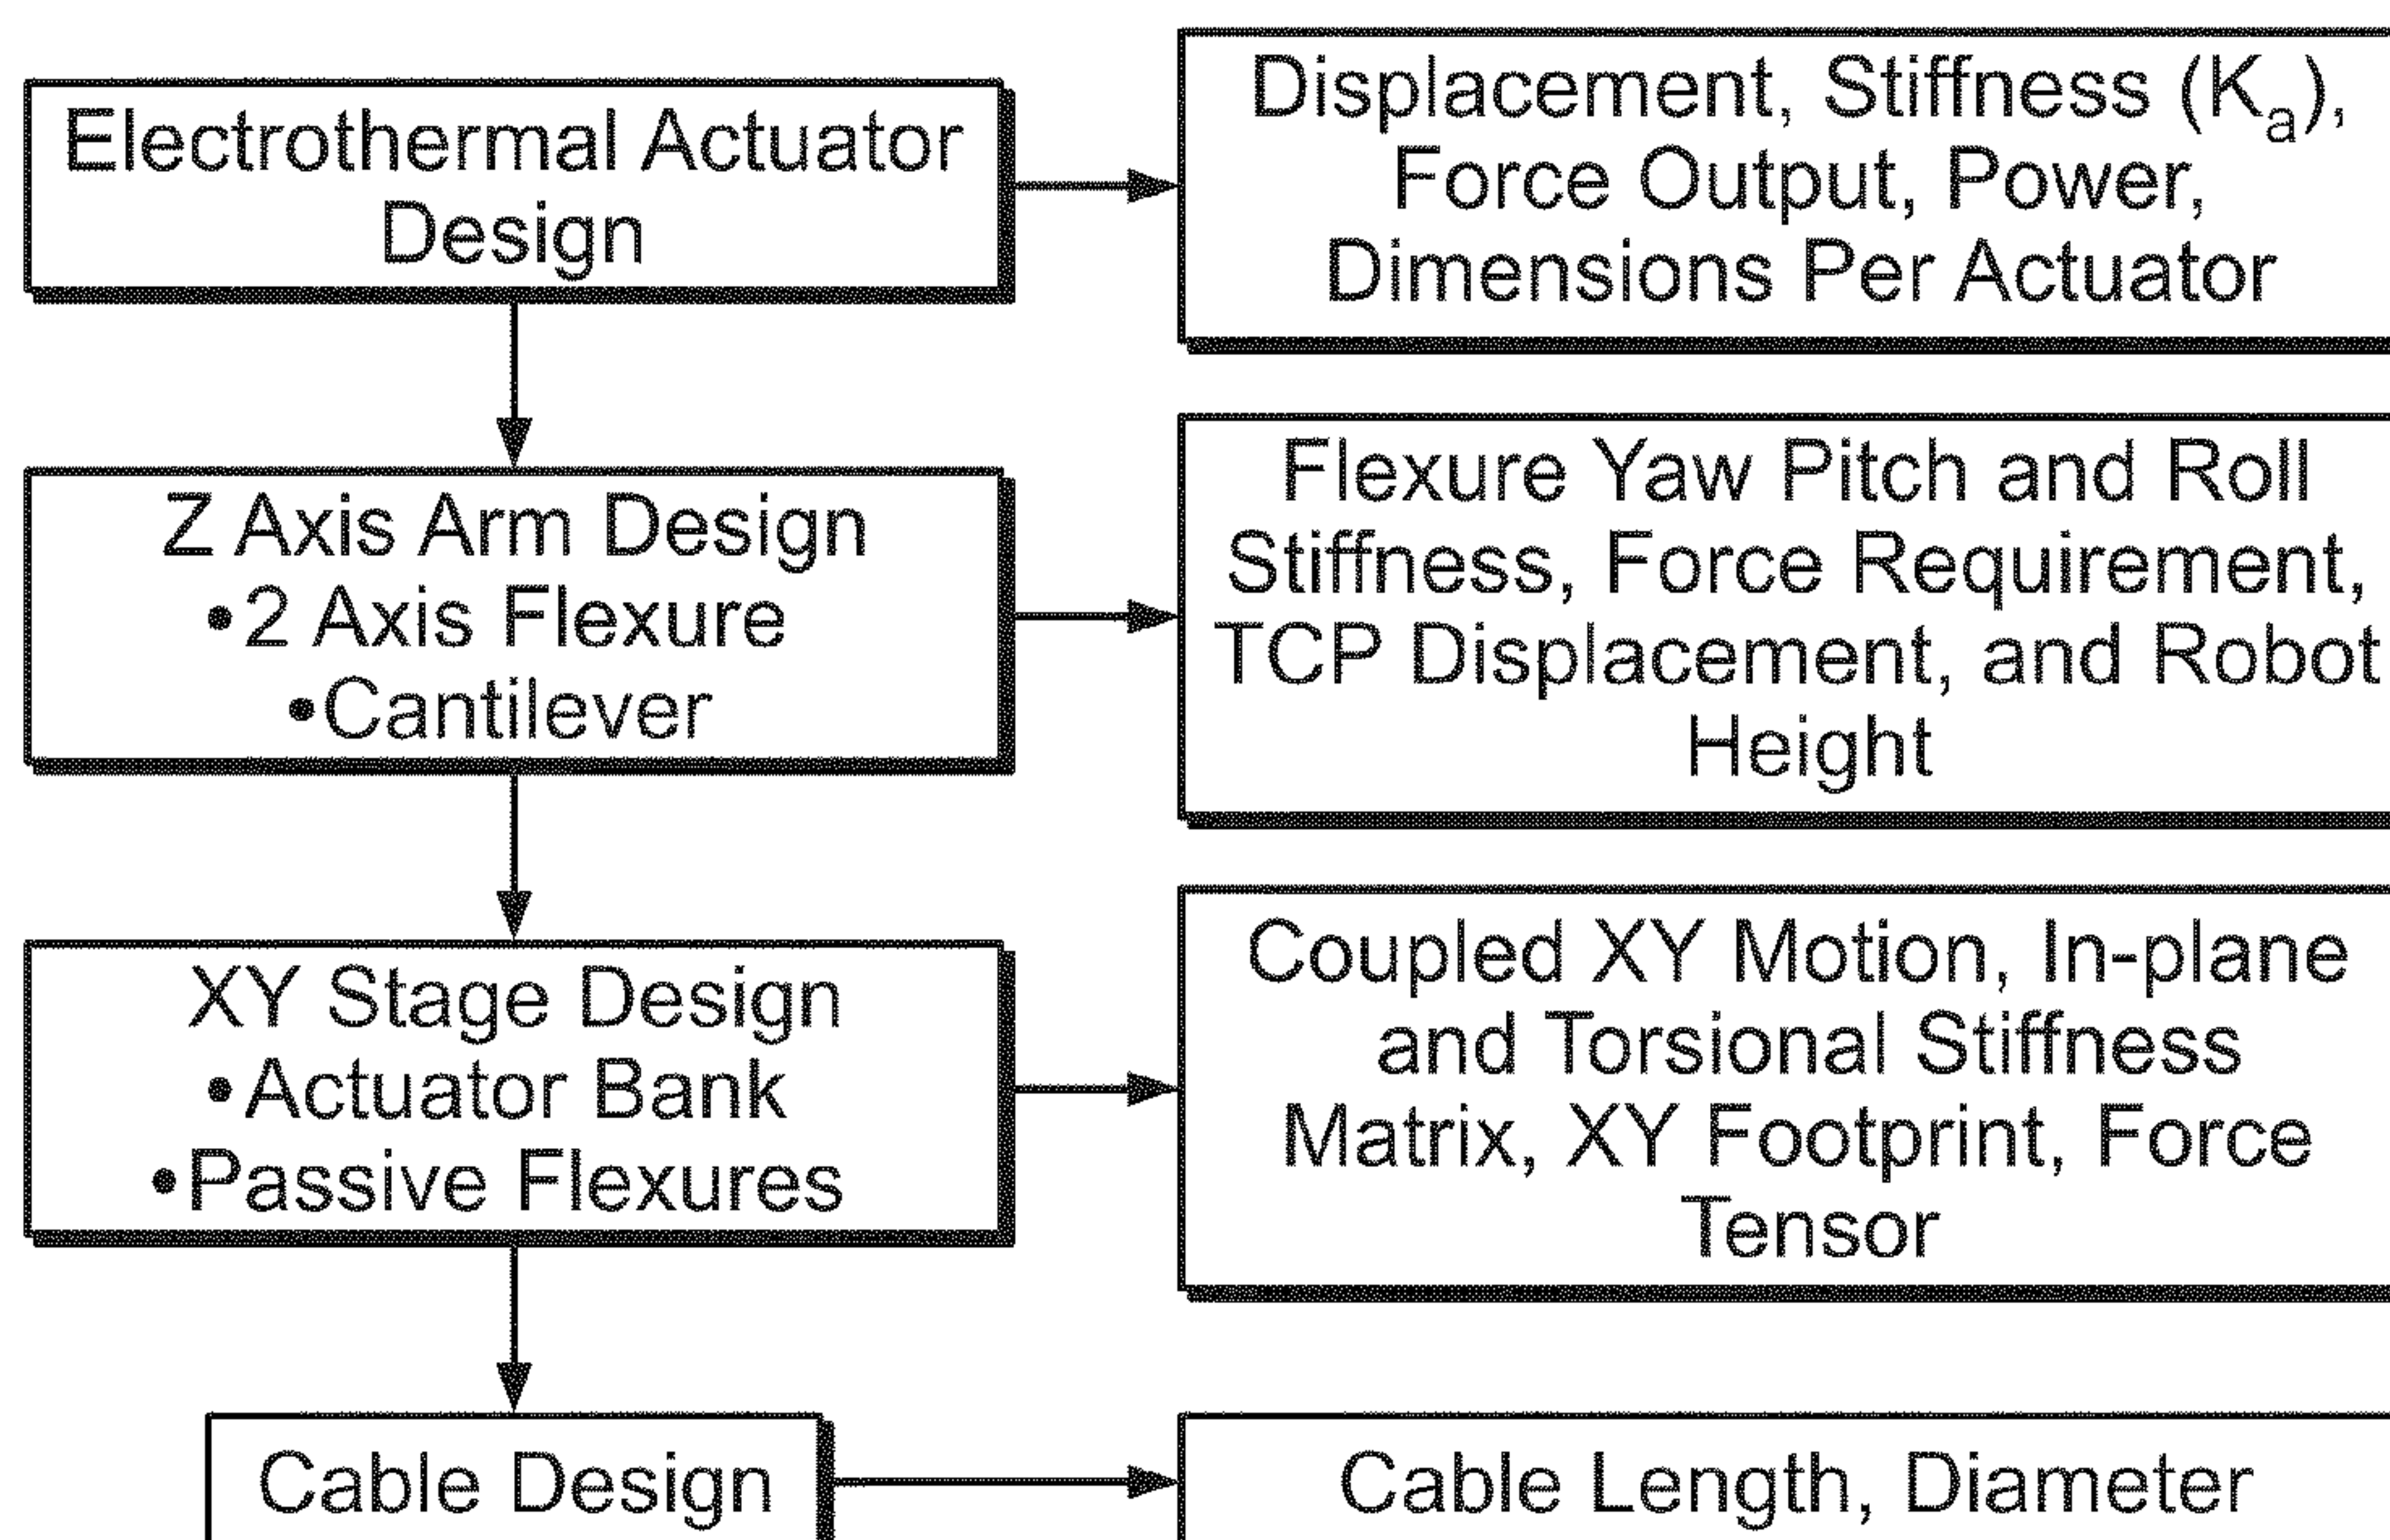 Electrothermal Actuator
Design
Displacement, Stiffness (Kₐ),
Force Output, Power,
Dimensions Per Actuator
Z Axis Arm Design
•2 Axis Flexure
•Cantilever
Flexure Yaw Pitch and Roll
Stiffness, Force Requirement,
TCP Displacement, and Robot
Height
XY Stage Design
•Actuator Bank
•Passive Flexures
Coupled XY Motion, In-plane
and Torsional Stiffness
Matrix, XY Footprint, Force
Tensor
Cable Design
Cable Length, Diameter